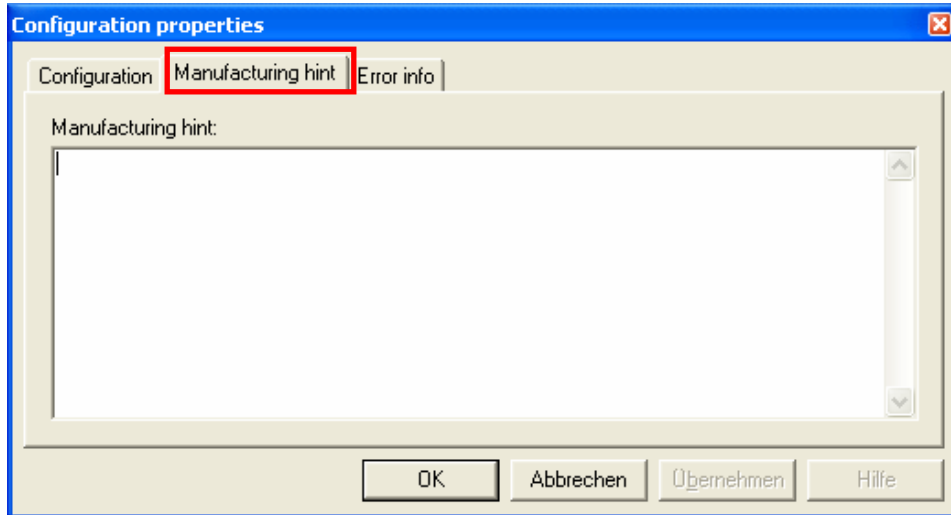 Configuration properties
Configuration Manufacturing hint Error info
Manufacturing hint:
OK Abbrechen Übernehmen Hilfe